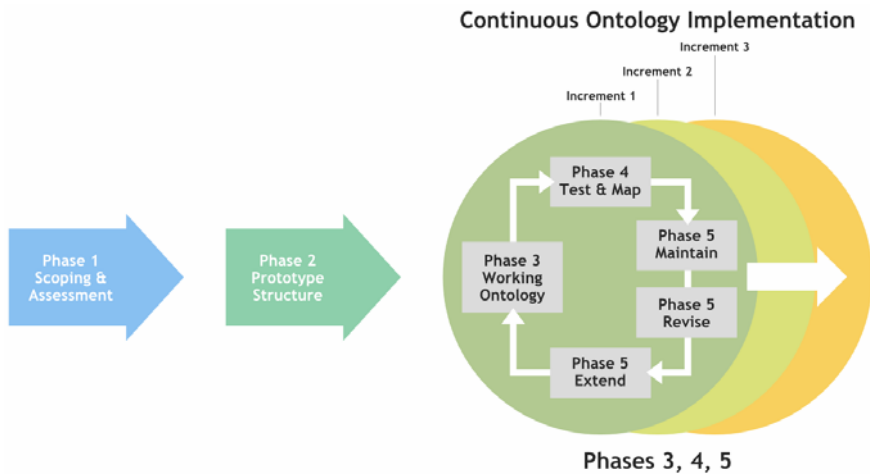 Continuous Ontology Implementation
Increment 3
Increment 2
Increment 1
Phase 1
Scoping &
Assessment
Phase 2
Prototype
Structure
Phase 3
Working
Ontology
Phase 4
Test & Map
Phase 5
Maintain
Phase 5
Revise
Phase 5
Extend
Phases 3, 4, 5